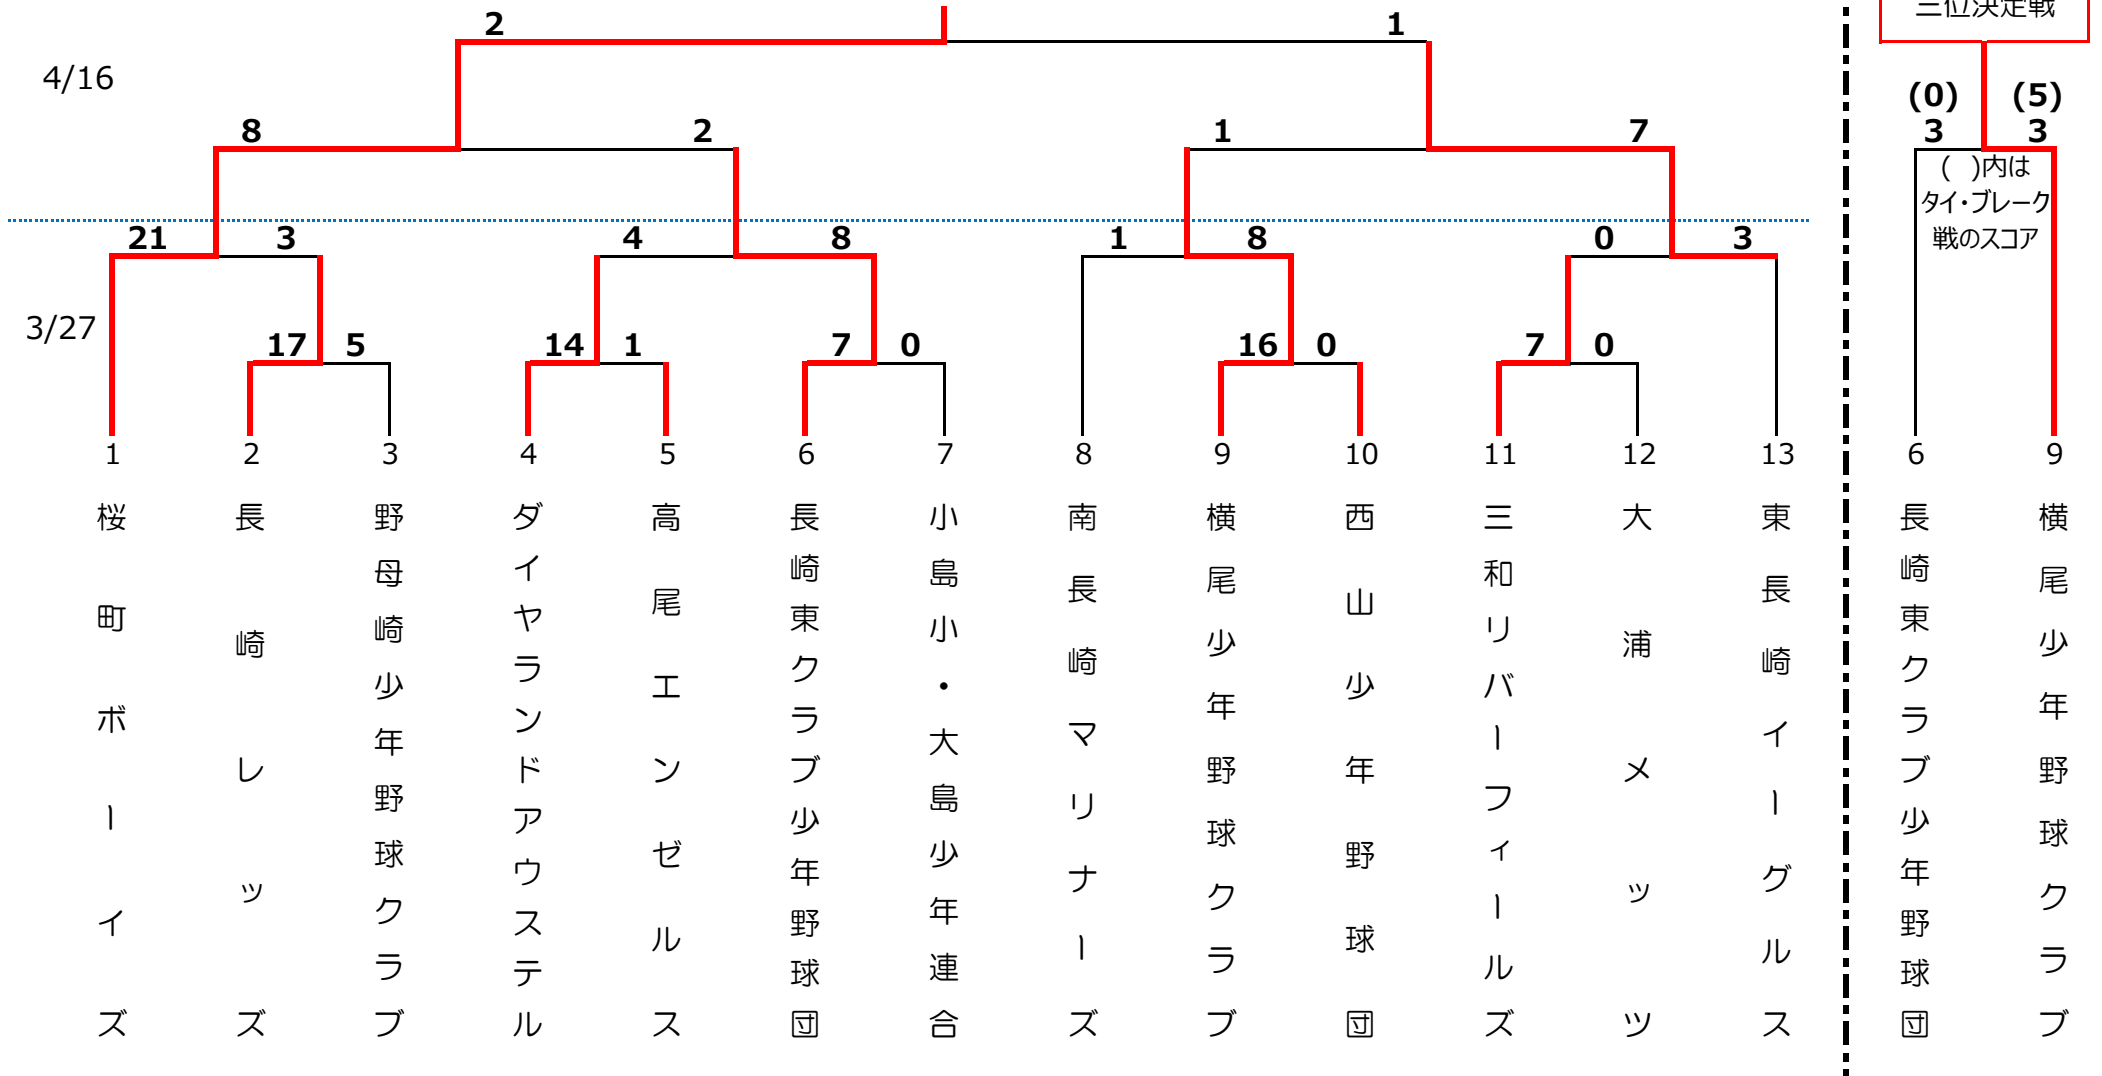 三位決定戦
2 1
4/16
(0) (5)
8 2 1 7 3 3
( )内は
タイ・ブレーク
戦のスコア
21 3 4 8 1 8 0 3
3/27
17 5 14 1 7 0 16 0 7 0
1 2 3 4 5 6 7 8 9 10 11 12 13 6 9
桜町ボーイズ
長崎レッズ
野母崎少年野球クラブ
ダイヤランドアウステル
高尾エンゼルス
長崎東クラブ少年野球団
小島小・大島少年連合
南長崎マリナーズ
横尾少年野球クラブ
西山少年野球団
三和リバーフィールズ
大浦メッツ
東長崎イーグルス
長崎東クラブ少年野球団
横尾少年野球クラブ